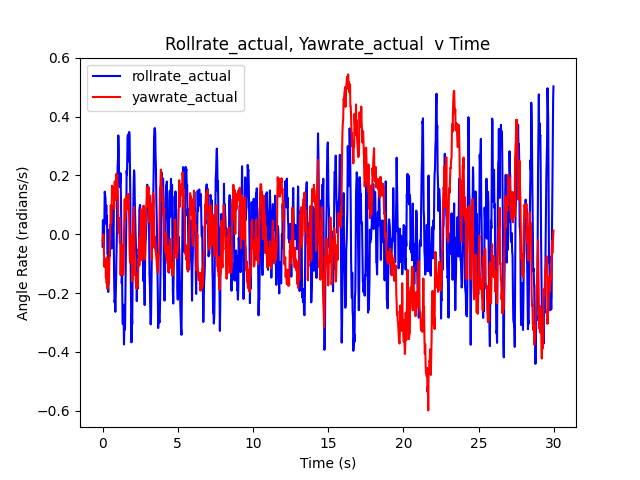 Rollrate_actual, Yawrate_actual  v Time
rollrate_actual
yawrate_actual
Angle Rate (radians/s)
0.6
0.4
0.2
0.0
−0.2
−0.4
−0.6
0
5
10
15
20
25
30
Time (s)